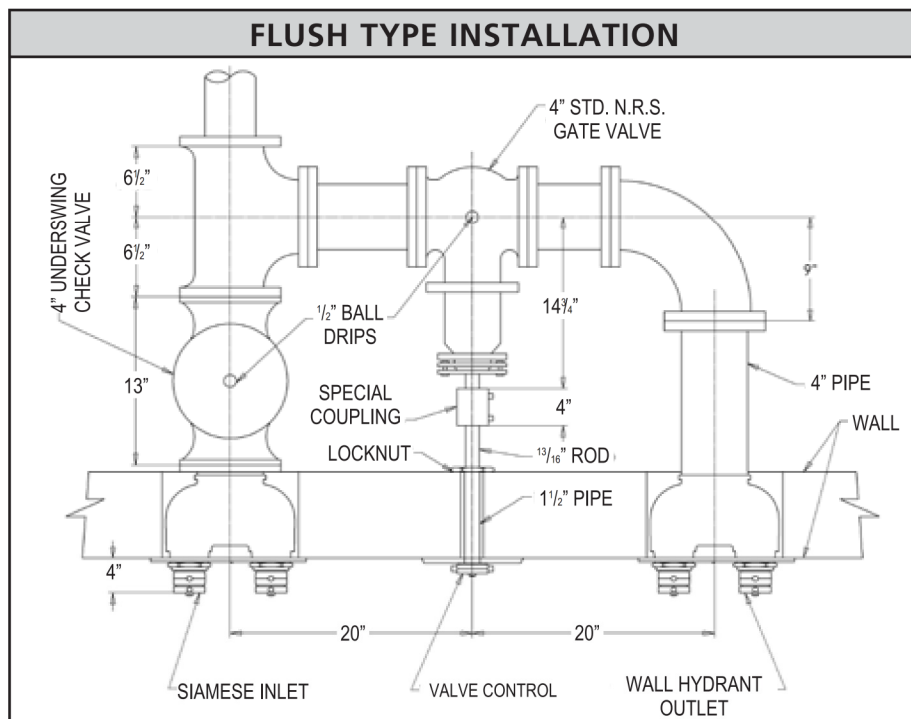 FLUSH TYPE INSTALLATION
4” STD. N.R.S.
GATE VALVE
6½”
4” UNDERSWING
CHECK VALVE
6½”
9”
14¾”
½” BALL
DRIPS
13”
4” PIPE
SPECIAL
COUPLING
4”
WALL
LOCKNUT
13/16” ROD
1½” PIPE
4”
20”
20”
SIAMESE INLET
VALVE CONTROL
WALL HYDRANT
OUTLET